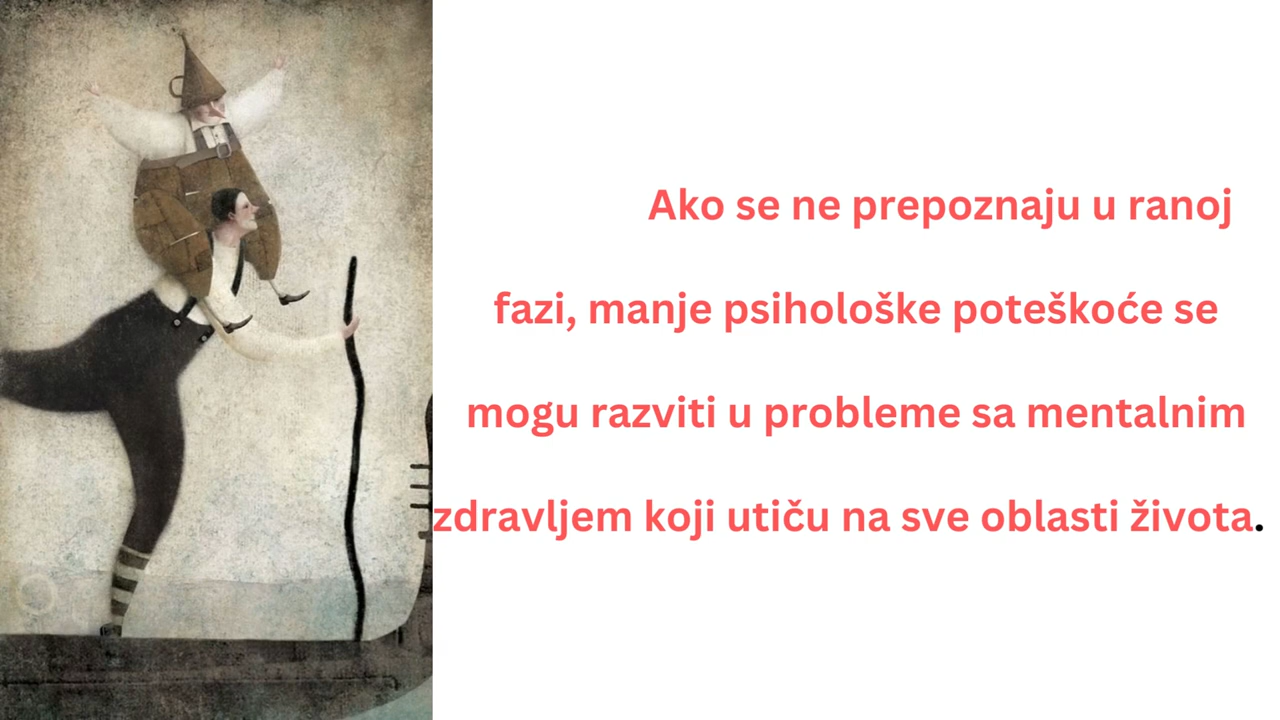 Ako se ne prepoznaju u ranoj
fazi, manje psihološke poteškoće se
mogu razviti u probleme sa mentalnim
zdravljem koji utiču na sve oblasti života.